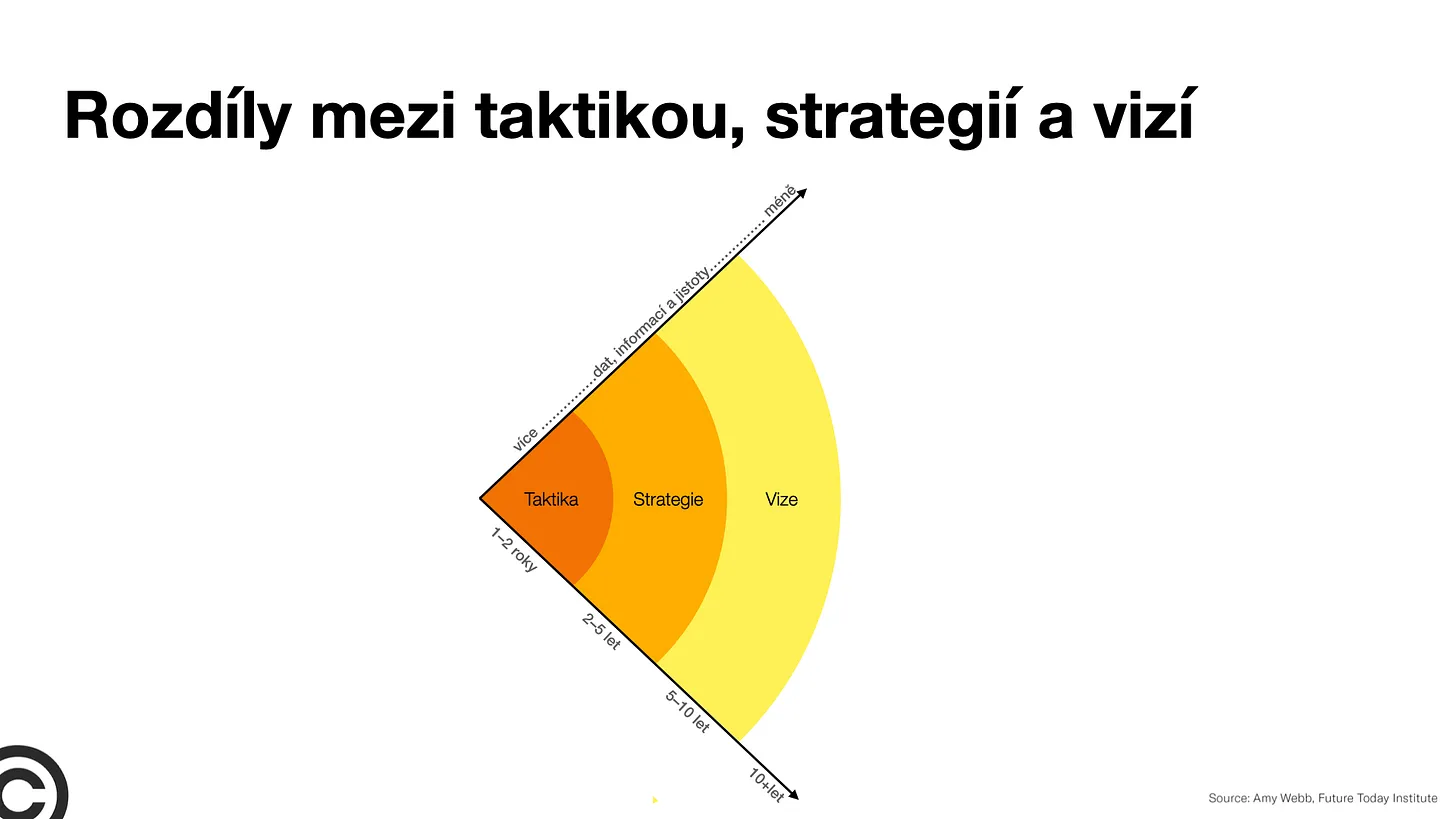 Rozdíly mezi taktikou, strategií a vizí
více ............dat, informací a jistoty............ méně
Taktika
Strategie
Vize
1–2 roky
2–5 let
5–10 let
10+let
C
Source: Amy Webb, Future Today Institute